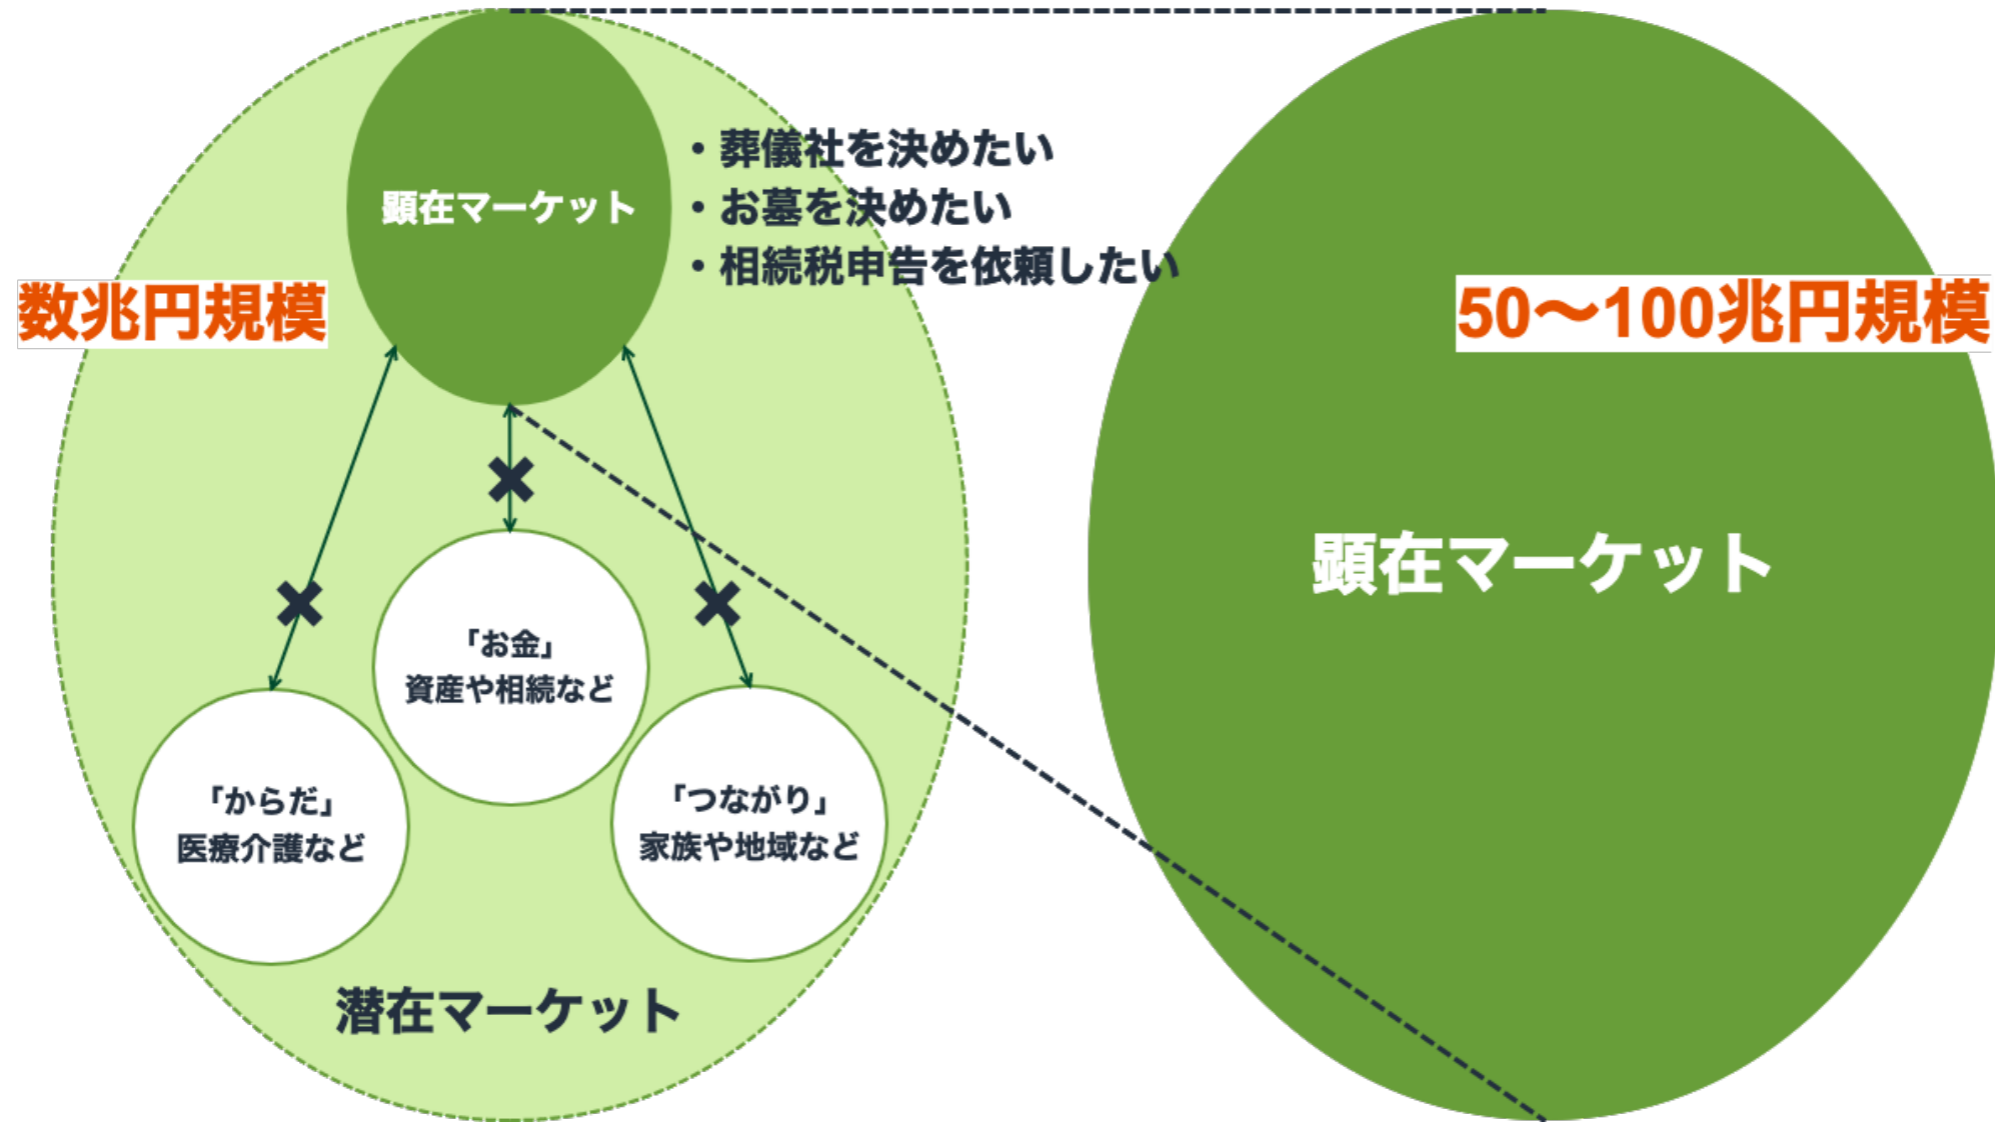 顕在マーケット
・葬儀社を決めたい
・お墓を決めたい
・相続税申告を依頼したい
数兆円規模
「お金」
資産や相続など
「からだ」
医療介護など
「つながり」
家族や地域など
潜在マーケット
50〜100兆円規模
顕在マーケット